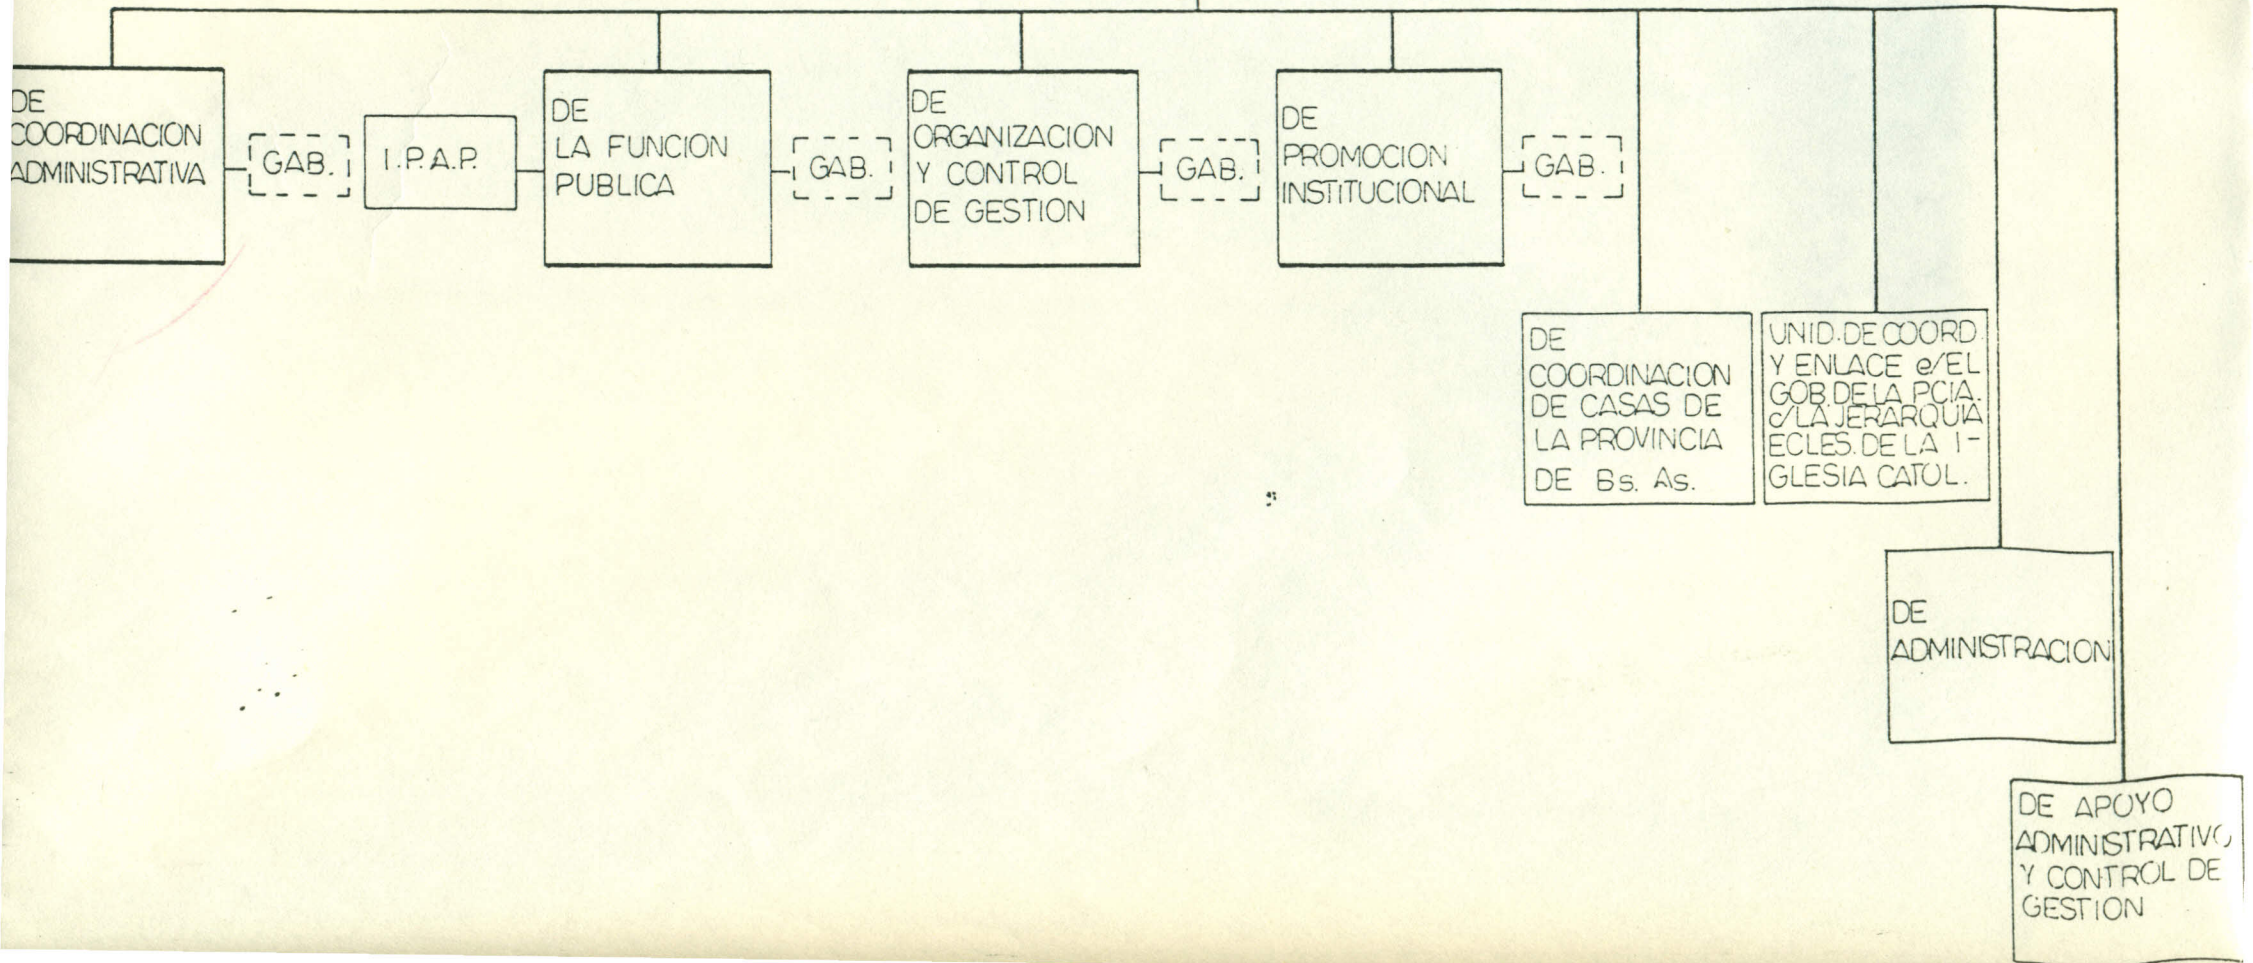 DE
COORDINACION
ADMINISTRATIVA
GAB.
I.P.A.P.
DE
LA FUNCION
PUBLICA
GAB.
DE
ORGANIZACION
Y CONTROL
DE GESTION
GAB.
DE
PROMOCION
INSTITUCIONAL
GAB.
DE
COORDINACION
DE CASAS DE
LA PROVINCIA
DE Bs. As.
UNID. DE COORD.
Y ENLACE e/EL
GOB. DE LA PCIA.
c/LA JERARQUIA
ECLES. DE LA I-
GLESIA CATOL.
DE
ADMINISTRACION
DE APOYO
ADMINISTRATIVO
Y CONTROL DE
GESTION